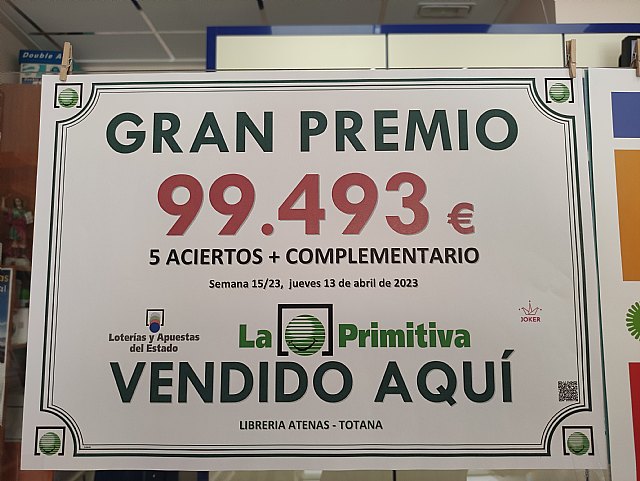 Double A
GRAN PREMIO
99.493 €
5 ACIERTOS + COMPLEMENTARIO
Semana 15/23, jueves 13 de abril de 2023
Loterías y Apuestas
del Estado
La Primitiva
JOKER
VENDIDO AQUÍ
LIBRERIA ATENAS - TOTANA